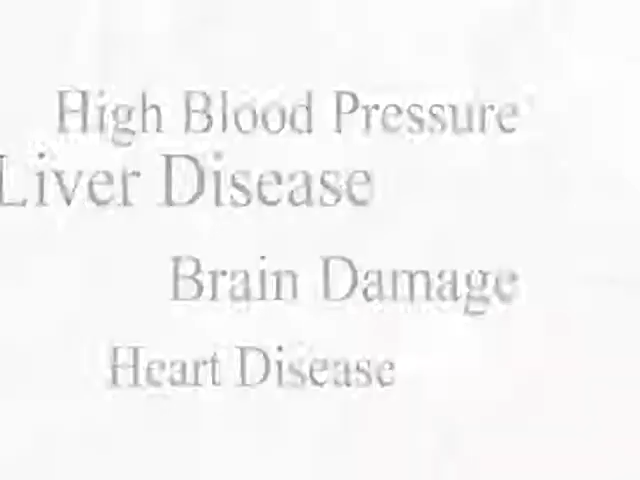 High Blood Pressure
Liver Disease
Brain Damage
Heart Disease